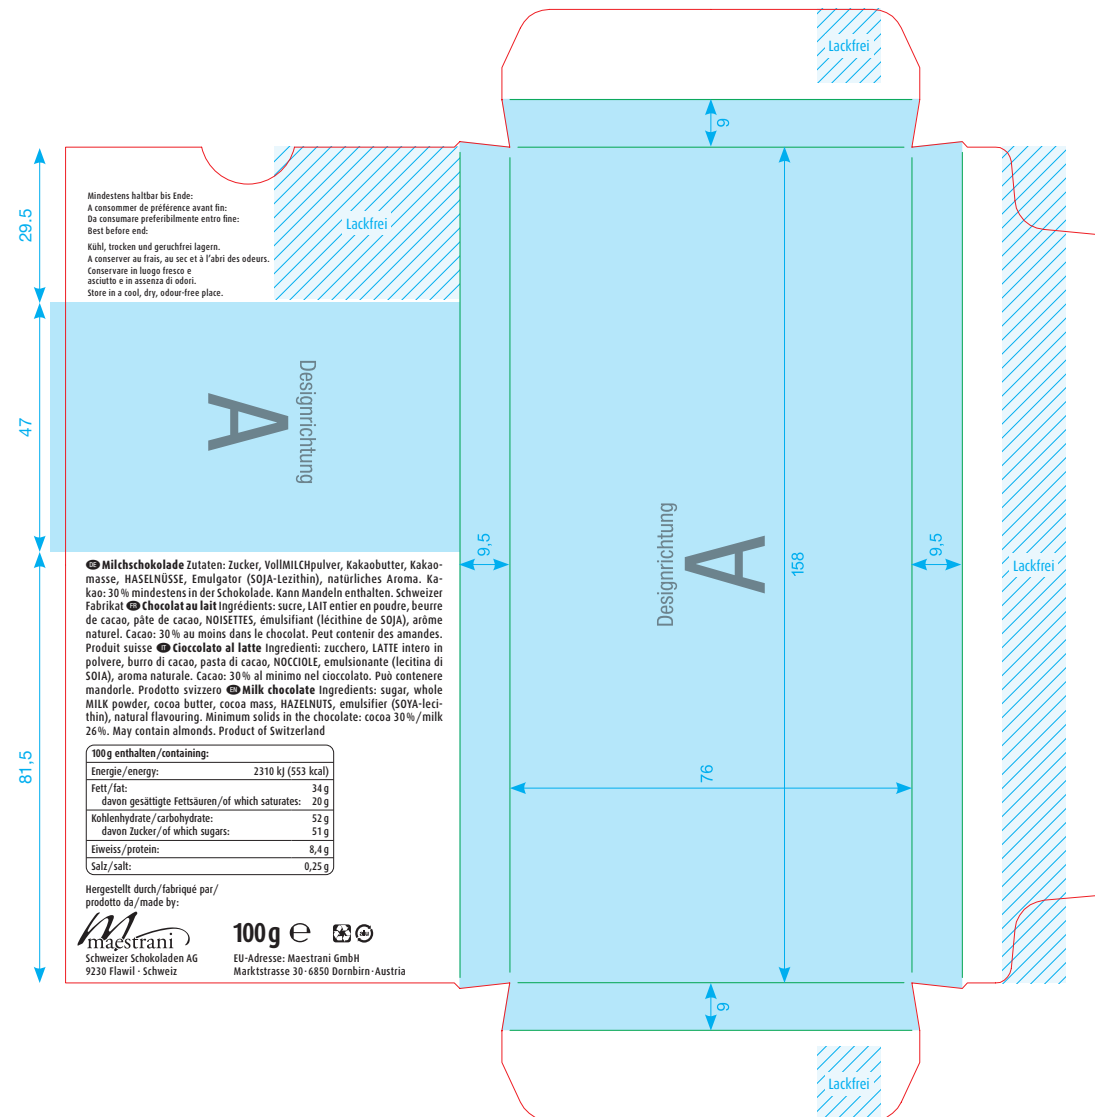 Lackfrei
9
Mindestens haltbar bis Ende:
A consommer de préférence avant fin:
Da consumare preferibilmente entro fine:
Best before end:
Kühl, trocken und geruchfrei lagern.
A conserver au frais, au sec et à l'abri des odeurs.
Conservare in luogo fresco e
asciutto e in assenza di odori.
Store in a cool, dry, odour-free place.
Lackfrei
29.5
47
Designrichtung
A
Designrichtung
A
9,5
158
9,5
Lackfrei
76
81,5
DE Milchschokolade Zutaten: Zucker, VollMILCHpulver, Kakaobutter, Kakao-
masse, HASELNÜSSE, Emulgator (SOJA-Lezithin), natürliches Aroma. Ka-
kao: 30% mindestens in der Schokolade. Kann Mandeln enthalten. Schweizer
Fabrikat FR Chocolat au lait Ingrédients: sucre, LAIT entier en poudre, beurre
de cacao, pâte de cacao, NOISETTES, émulsifiant (lécithine de SOJA), arôme
naturel. Cacao: 30% au moins dans le chocolat. Peut contenir des amandes.
Produit suisse IT Cioccolato al latte Ingredienti: zucchero, LATTE intero in
polvere, burro di cacao, pasta di cacao, NOCCIOLE, emulsionante (lecitina di
SOIA), aroma naturale. Cacao: 30% al minimo nel cioccolato. Può contenere
mandorle. Prodotto svizzero EN Milk chocolate Ingredients: sugar, whole
MILK powder, cocoa butter, cocoa mass, HAZELNUTS, emulsifier (SOYA-leci-
thin), natural flavouring. Minimum solids in the chocolate: cocoa 30%/milk
26%. May contain almonds. Product of Switzerland
100g enthalten/containing:
Energie/energy: 2310 kJ (553 kcal)
Fett/fat: 34 g
davon gesättigte Fettsäuren/of which saturates: 20 g
Kohlenhydrate/carbohydrate: 52 g
davon Zucker/of which sugars: 51 g
Eiweiss/protein: 8,4 g
Salz/salt: 0,25 g
Hergestellt durch/fabriqué par/
prodotto da/made by:
maestrani
Schweizer Schokoladen AG
9230 Flawil · Schweiz
100g ℮
EU-Adresse: Maestrani GmbH
Marktstrasse 30·6850 Dornbirn·Austria
9
Lackfrei